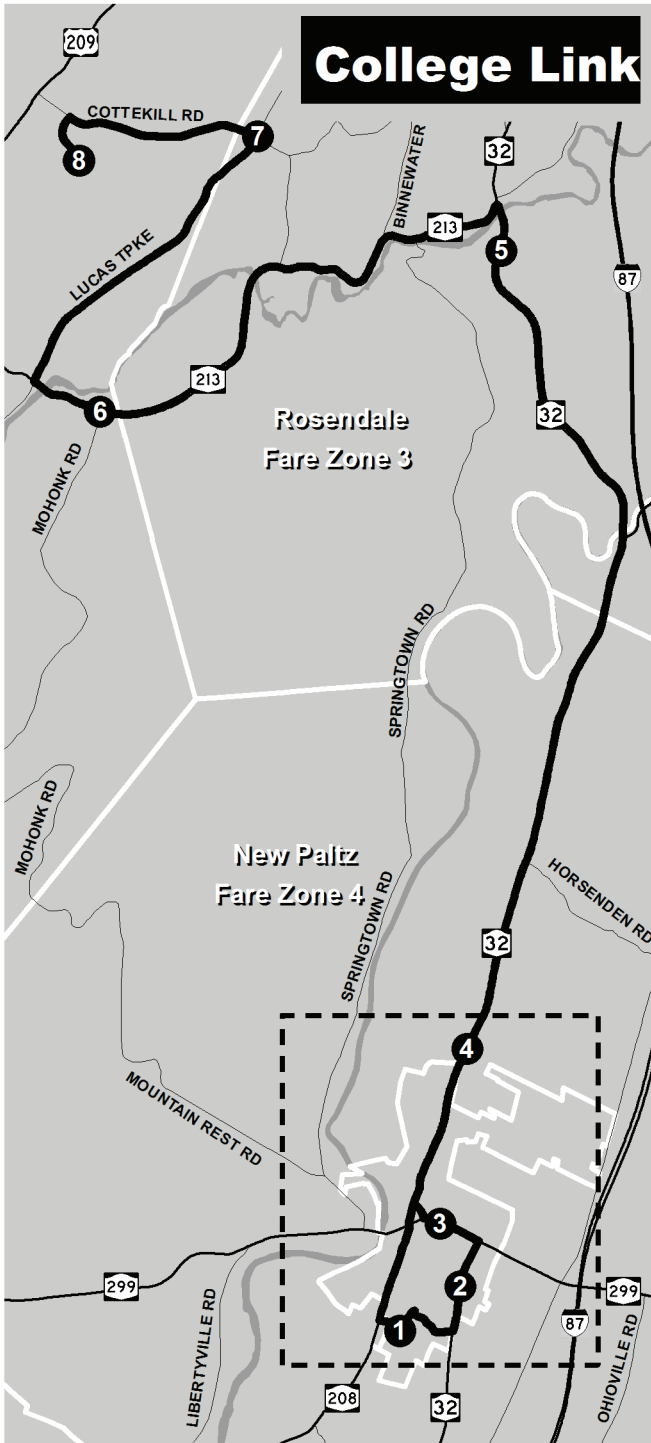 College Link
209
COTTEKILL RD
7
8
32
BINNEWATER
213
5
87
LUCAS TPKE
213
6
32
Rosendale
Fare Zone 3
MOHONK RD
SPRINGTOWN RD
MOHONK RD
New Paltz
Fare Zone 4
HORSENDEN RD
SPRINGTOWN RD
32
4
MOUNTAIN REST RD
3
299
2
299
1
87
LIBERTYVILLE RD
OHIOVILLE RD
208
32